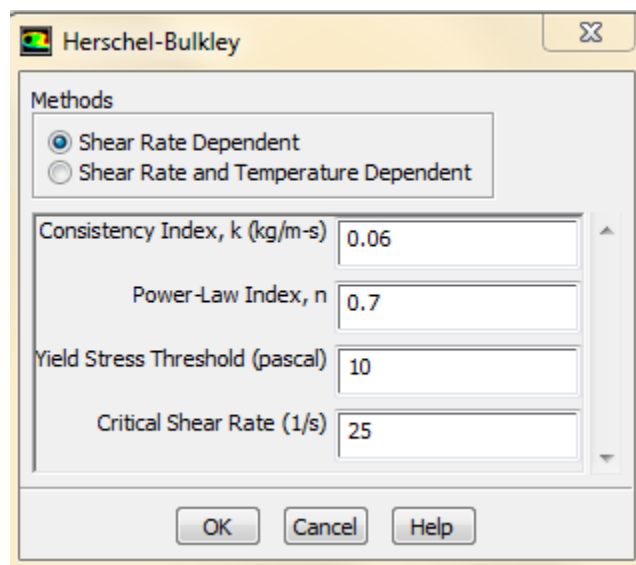 Herschel-Bulkley
Methods
Shear Rate Dependent
Shear Rate and Temperature Dependent
Consistency Index, k (kg/m-s) 0.06
Power-Law Index, n 0.7
Yield Stress Threshold (pascal) 10
Critical Shear Rate (1/s) 25
OK Cancel Help